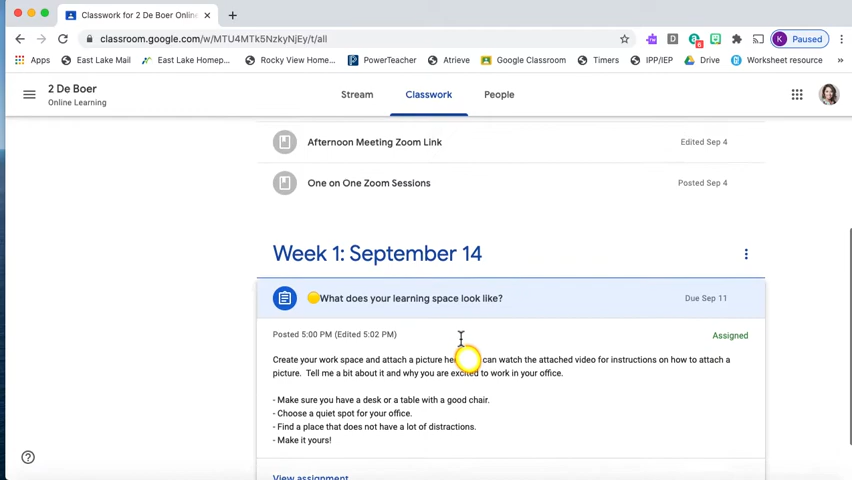 Classwork for 2 De Boer Online
classroom.google.com/w/MTU4MTk5NzkyNjEy/t/all
K Paused
Apps East Lake Mail East Lake Homep... Rocky View Home... PowerTeacher Atrieve Google Classroom Timers IPP/IEP Drive Worksheet resource »
2 De Boer
Online Learning
Stream Classwork People
Afternoon Meeting Zoom Link Edited Sep 4
One on One Zoom Sessions Posted Sep 4
Week 1: September 14
What does your learning space look like? Due Sep 11
Posted 5:00 PM (Edited 5:02 PM) Assigned
Create your work space and attach a picture can watch the attached video for instructions on how to attach a
picture. Tell me a bit about it and why you are excited to work in your office.
- Make sure you have a desk or a table with a good chair.
- Choose a quiet spot for your office.
- Find a place that does not have a lot of distractions.
- Make it yours!
View assignment